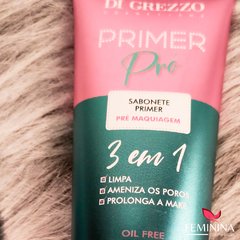 DI GREZZO
COSMÉTICOS
PRIMER
Pro
SABONETE
PRIMER
PRÉ MAQUIAGEM
3 em 1
LIMPA
AMENIZA OS POROS
PROLONGA A MAKE
OIL FREE
FEMININA